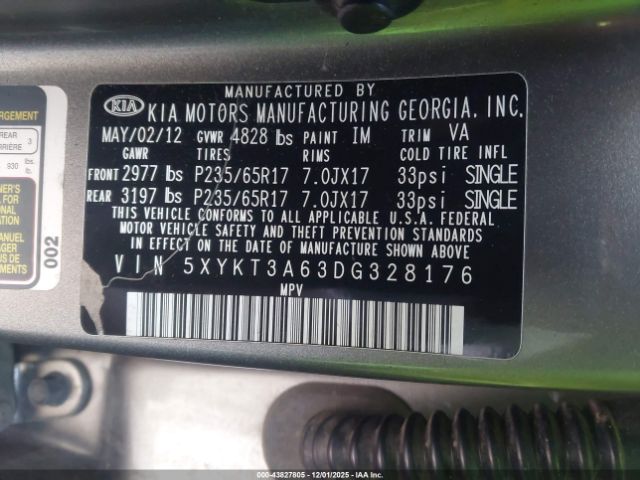 MANUFACTURED BY
KIA KIA MOTORS MANUFACTURING GEORGIA, INC.
MAY/02/12 GVWR 4828 lbs PAINT IM TRIM VA
GAWR TIRES RIMS COLD TIRE INFL
FRONT 2977 lbs P235/65R17 7.0JX17 33psi SINGLE
REAR 3197 lbs P235/65R17 7.0JX17 33psi SINGLE
THIS VEHICLE CONFORMS TO ALL APPLICABLE U.S.A. FEDERAL
MOTOR VEHICLE SAFETY AND THEFT PREVENTION STANDARDS
IN EFFECT ON THE DATE OF MANUFACTURE SHOWN ABOVE.
VIN 5XYKT3A63DG328176
MPV
REAR 3
930 lbs.
002
000-43827805 - 12/01/2025 - IAA Inc.